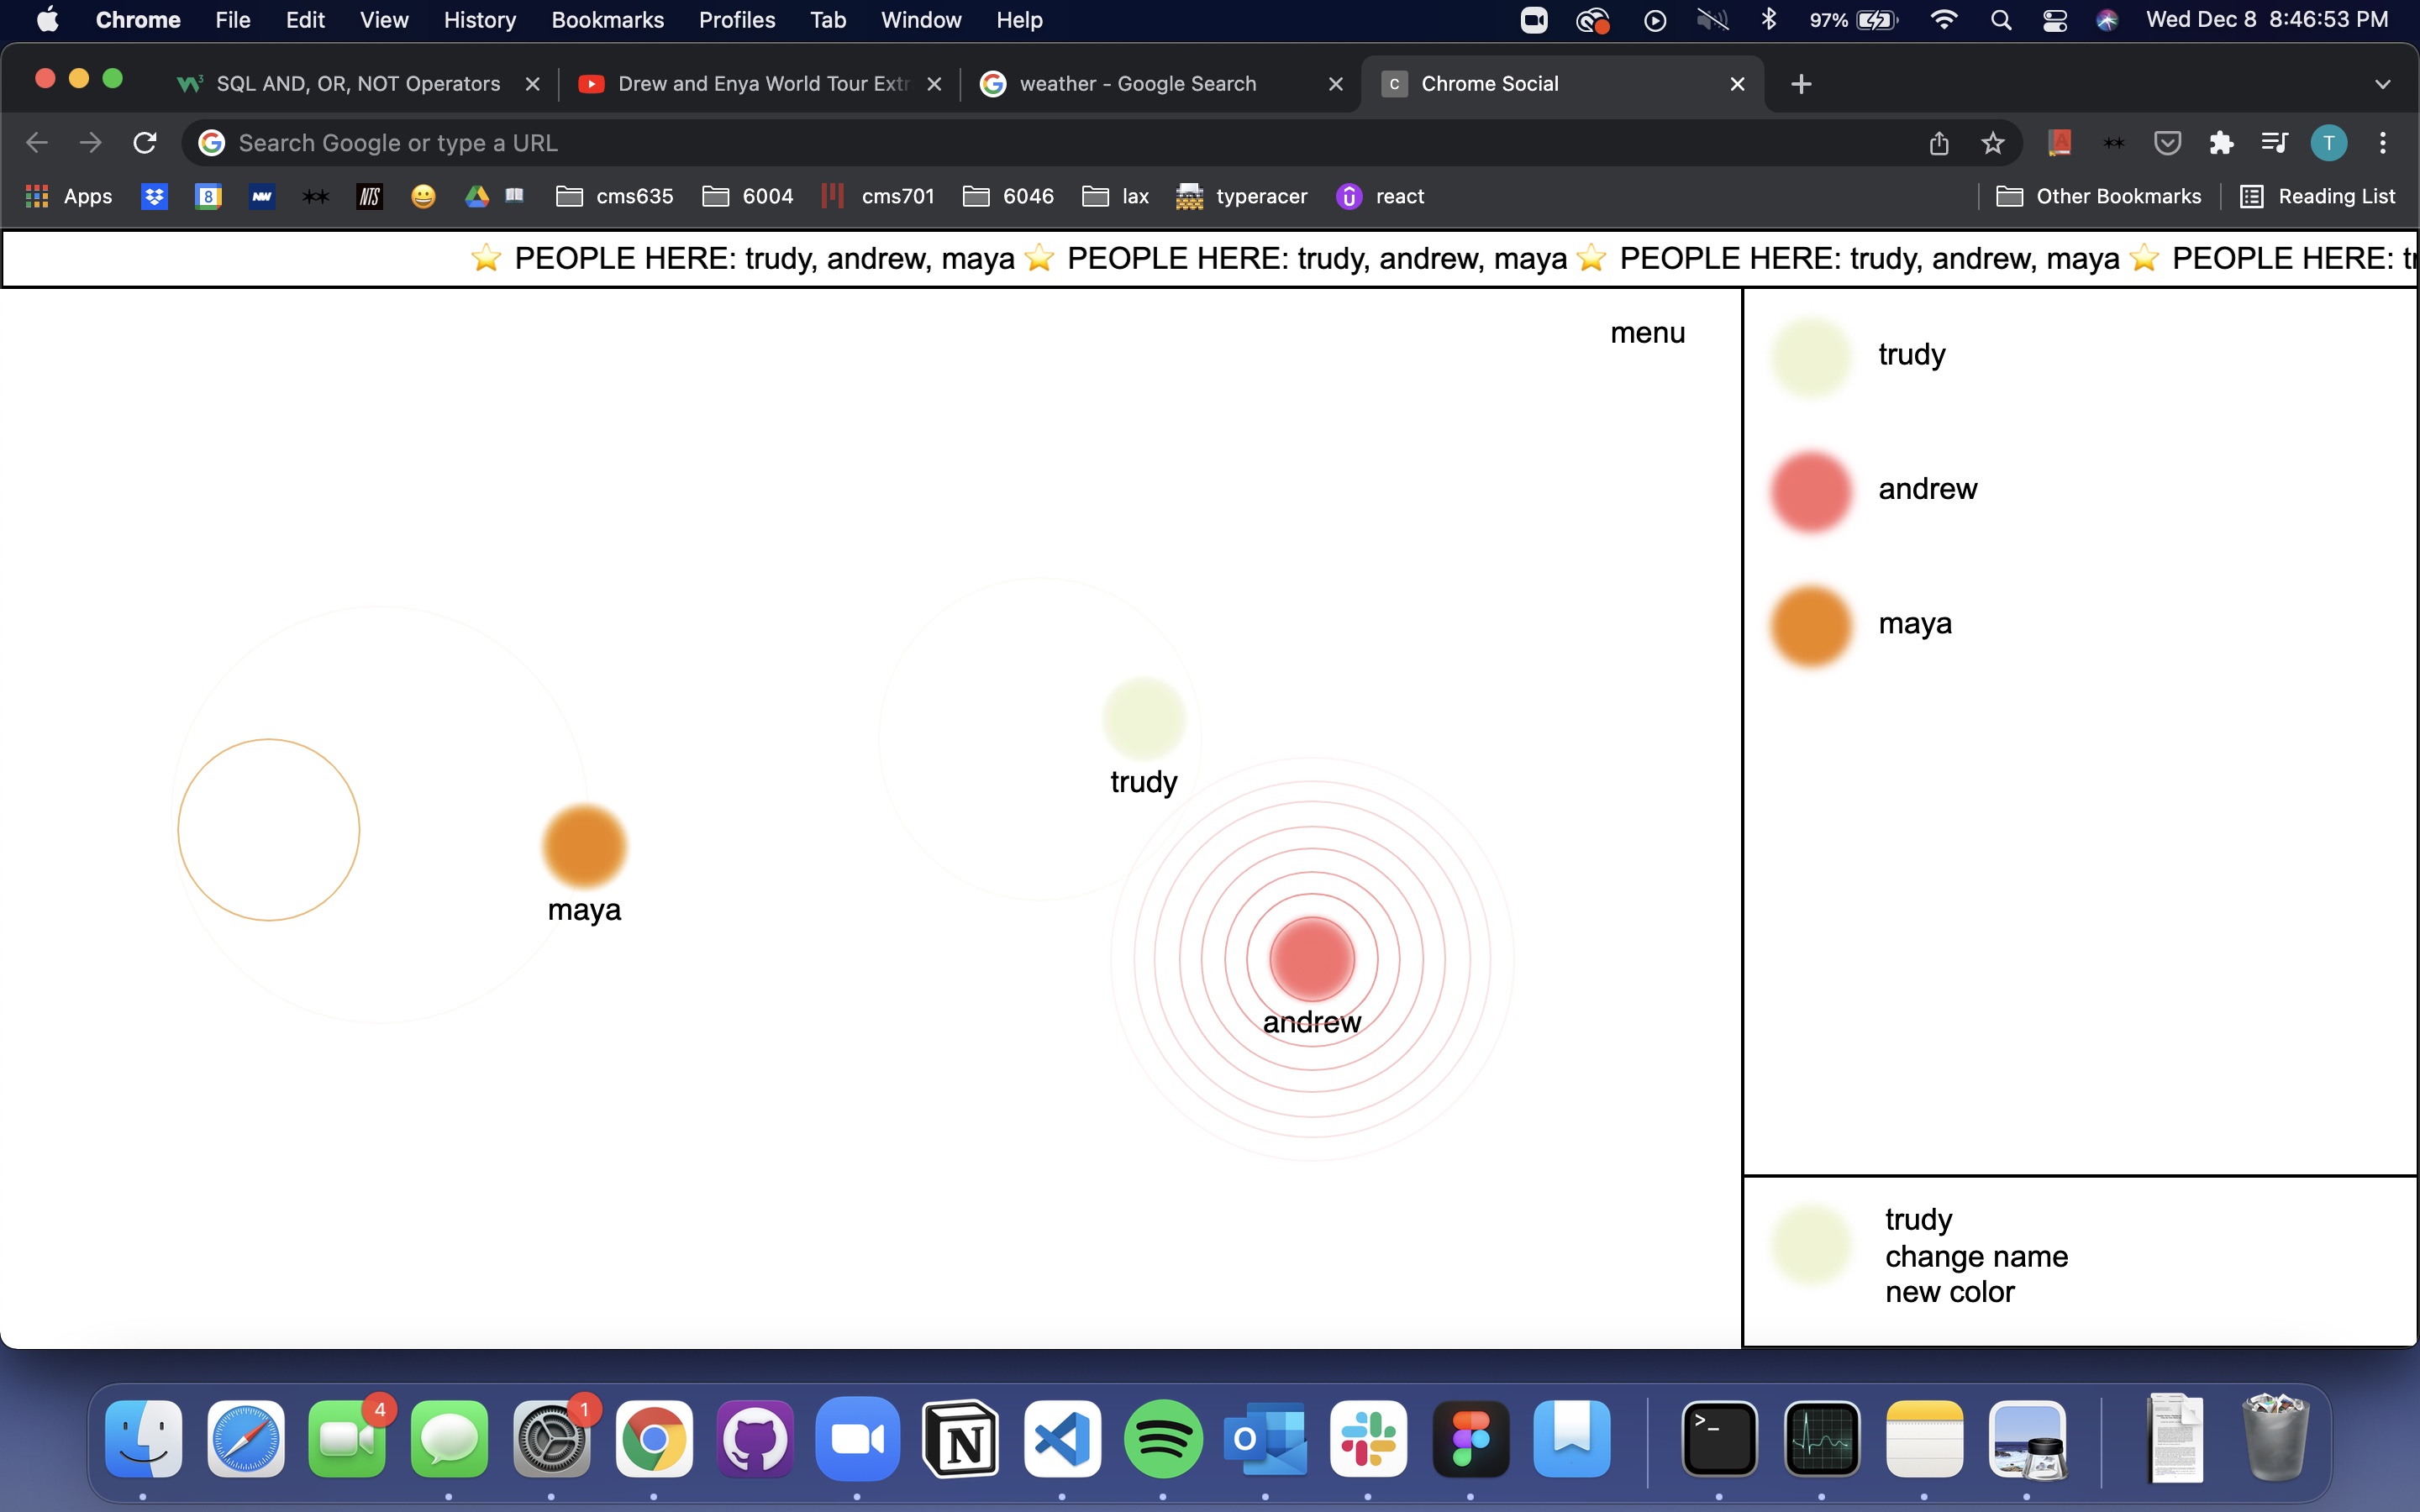 Chrome File Edit View History Bookmarks Profiles Tab Window Help 97% Wed Dec 8 8:46:53 PM
SQL AND, OR, NOT Operators Drew and Enya World Tour Extr weather - Google Search C Chrome Social
Search Google or type a URL T
Apps 8 NW NTS cms635 6004 cms701 6046 lax typeracer react Other Bookmarks Reading List
⭐ PEOPLE HERE: trudy, andrew, maya ⭐ PEOPLE HERE: trudy, andrew, maya ⭐ PEOPLE HERE: trudy, andrew, maya ⭐ PEOPLE HERE: tr
menu
trudy
andrew
maya
trudy
maya
andrew
trudy
change name
new color
4 1